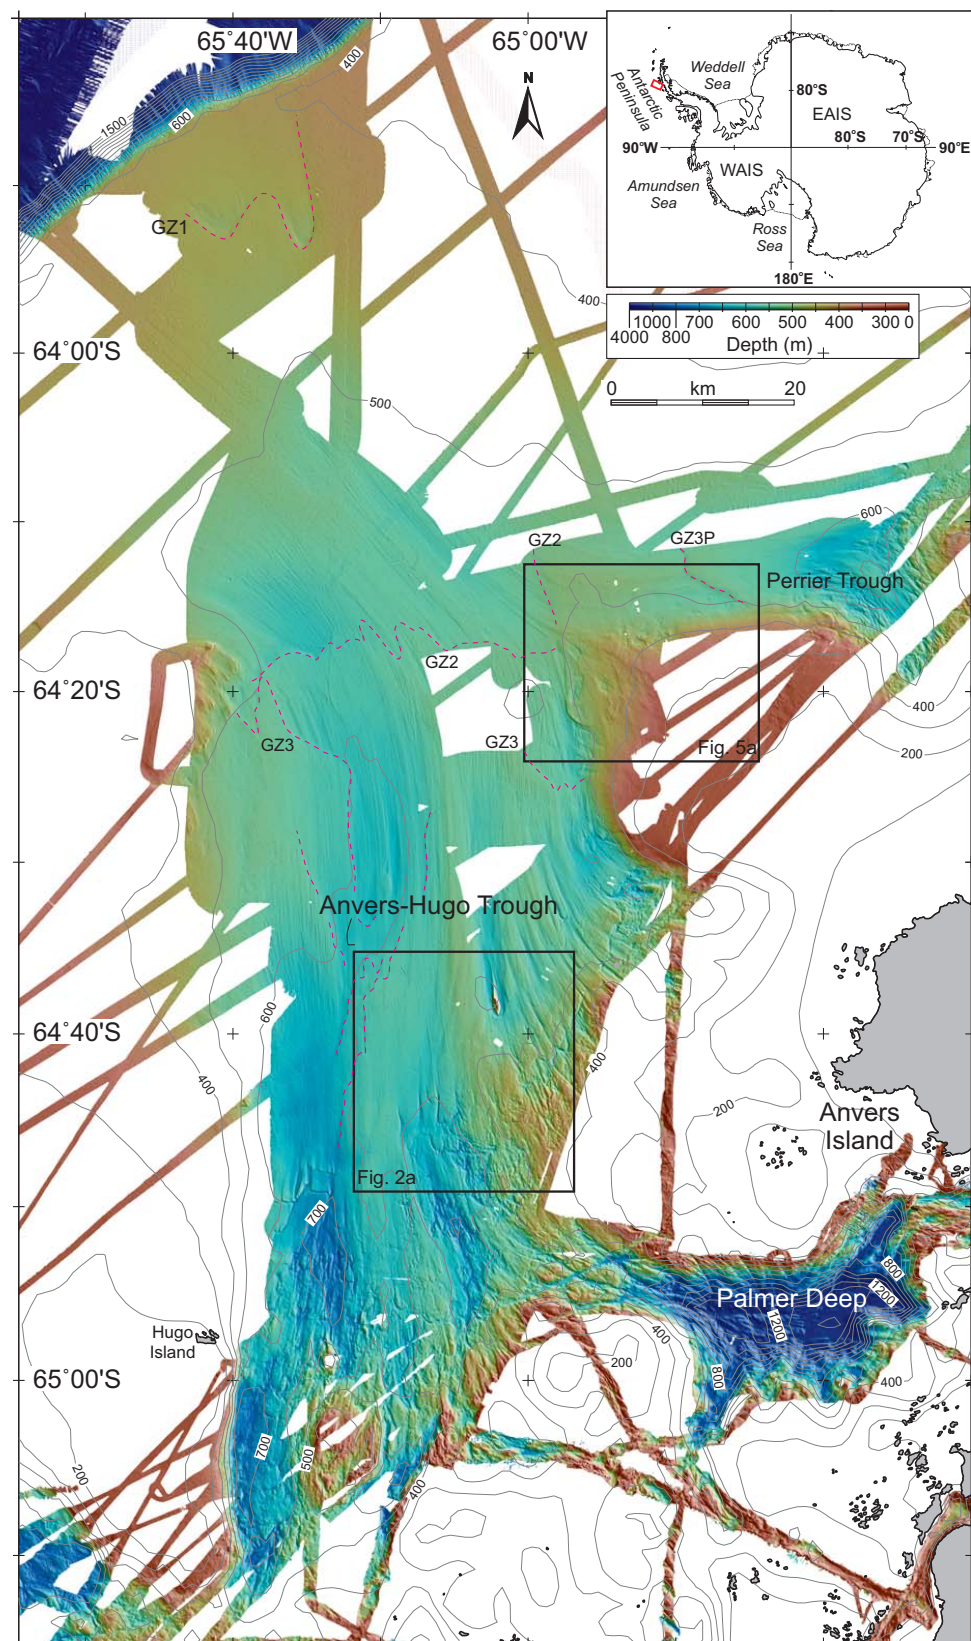 65°40'W
65°00'W
N
400
1500
600
GZ1
Weddell
Sea
Antarctic
Peninsula
80°S
EAIS
80°S
70°S
90°W
90°E
WAIS
Amundsen
Sea
Ross
Sea
180°E
400
1000
700
600
500
400
300
0
4000
800
Depth (m)
0
km
20
64°00'S
500
600
GZ2
GZ3P
Perrier Trough
GZ2
64°20'S
GZ3
GZ3
Fig. 5a
400
200
Anvers-Hugo Trough
600
400
64°40'S
400
200
Anvers
Island
Fig. 2a
700
800
1200
Palmer Deep
1200
Hugo
Island
400
200
800
400
65°00'S
700
500
400
200